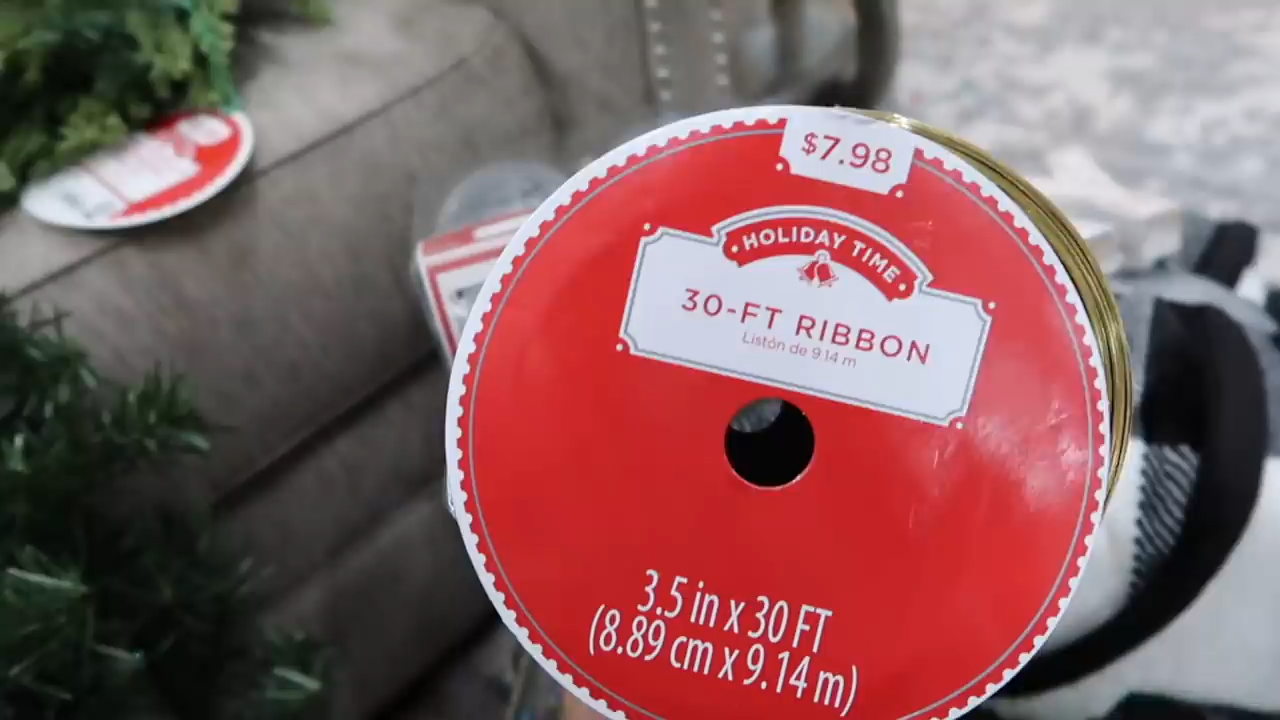 $7.98
HOLIDAY TIME
30-FT RIBBON
Listón de 9.14 m
3.5 in x 30 FT
(8.89 cm x 9.14 m)